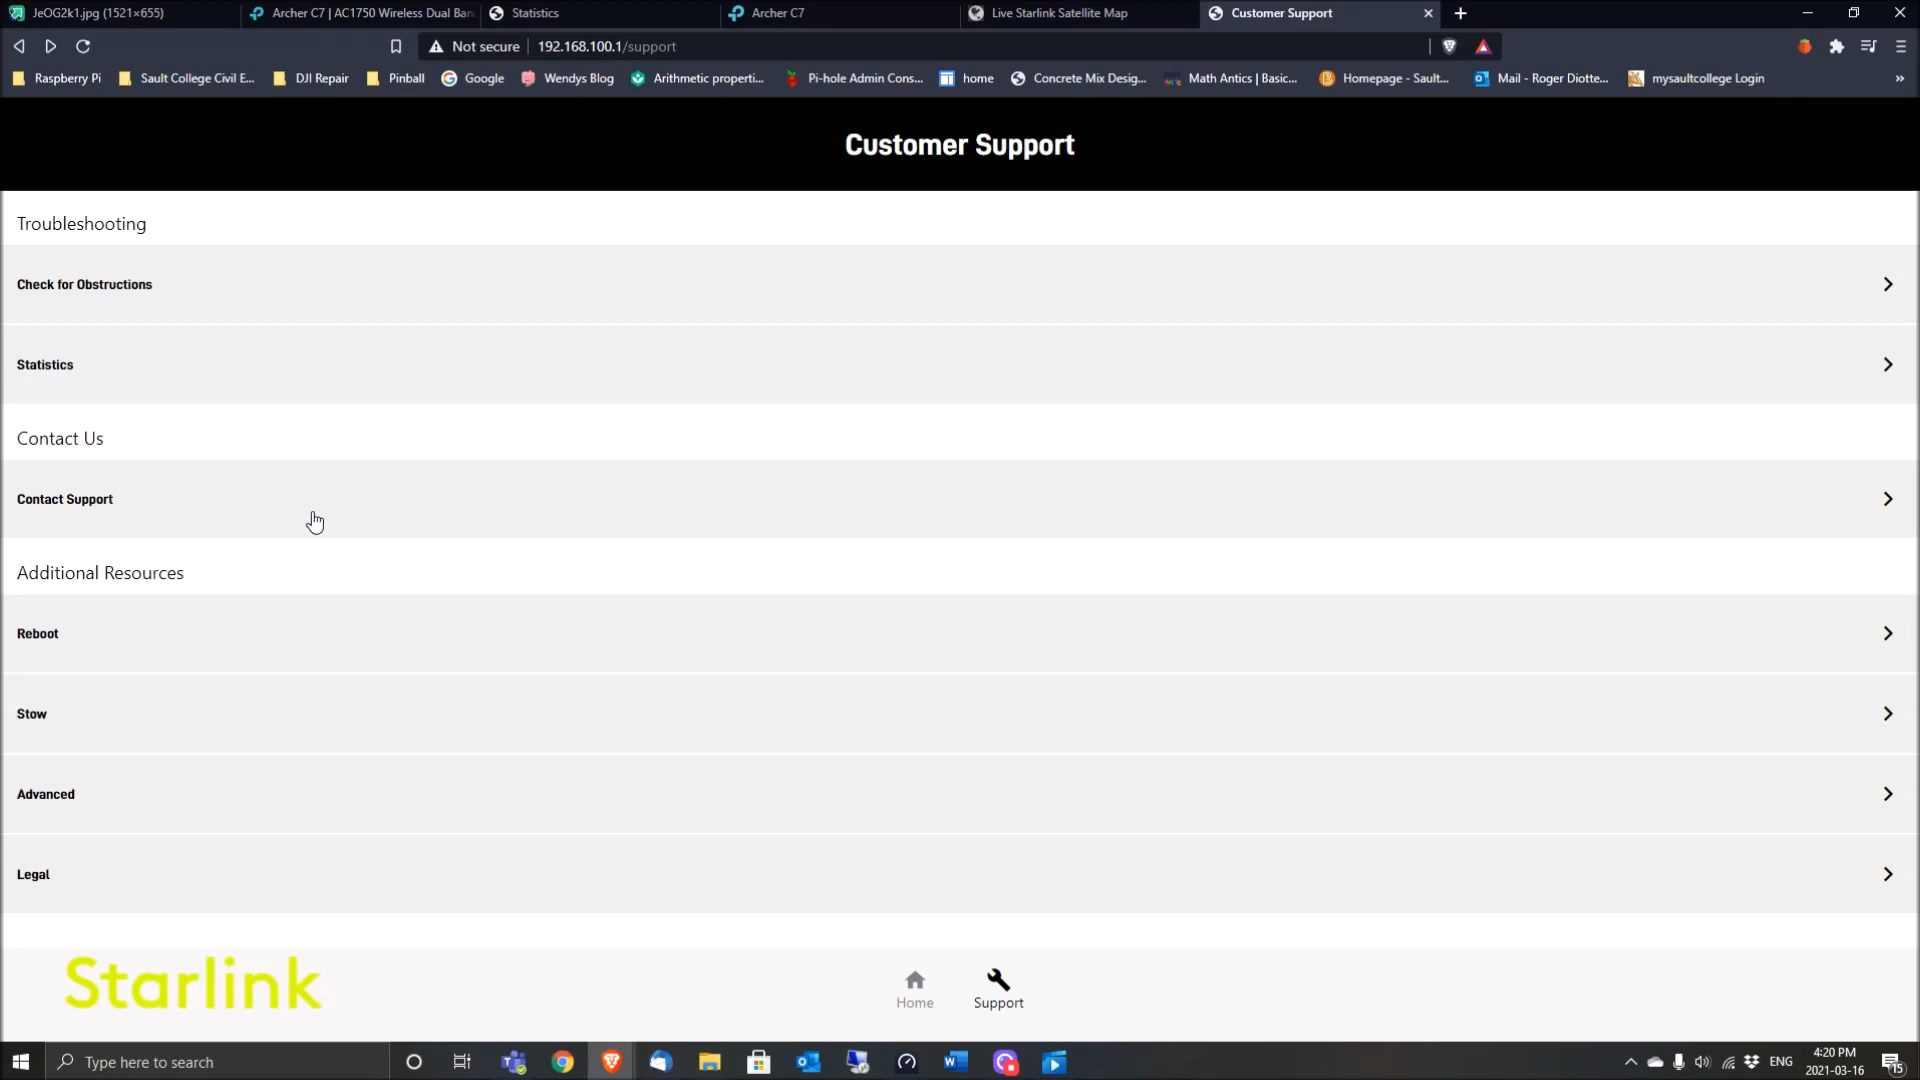 JeOG2k1.jpg (1521×655)
Archer C7 | AC1750 Wireless Dual Ban
Statistics
Archer C7
Live Starlink Satellite Map
Customer Support
Not secure
192.168.100.1/support
Raspberry Pi
Sault College Civil E...
DJI Repair
Pinball
Google
Wendys Blog
Arithmetic properti...
Pi-hole Admin Cons...
home
Concrete Mix Desig...
Math Antics | Basic...
Homepage - Sault...
Mail - Roger Diotte...
mysaultcollege Login
»
Customer Support
Troubleshooting
Check for Obstructions
Statistics
Contact Us
Contact Support
Additional Resources
Reboot
Stow
Advanced
Legal
Starlink
Home
Support
Type here to search
ENG
4:20 PM
2021-03-16
15